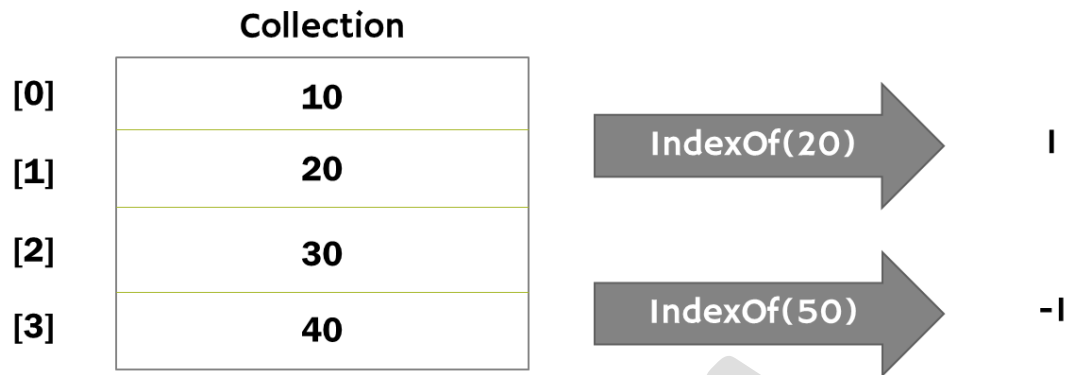 Collection
[0] 10
[1] 20
[2] 30
[3] 40
IndexOf(20) 1
IndexOf(50) -1